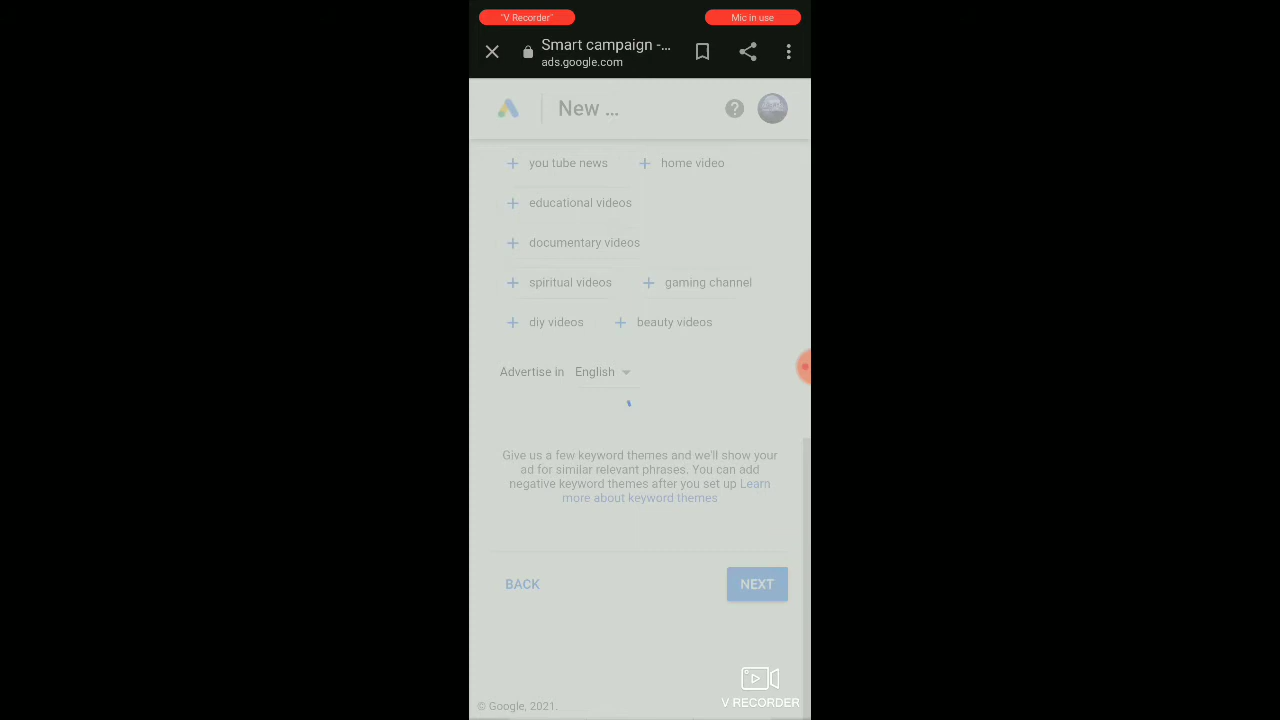 "V Recorder"
Mic in use
Smart campaign -...
ads.google.com
New ...
you tube news
home video
educational videos
documentary videos
spiritual videos
gaming channel
diy videos
beauty videos
Advertise in English
Give us a few keyword themes and we'll show your
ad for similar relevant phrases. You can add
negative keyword themes after you set up Learn
more about keyword themes
BACK
NEXT
V RECORDER
© Google, 2021.